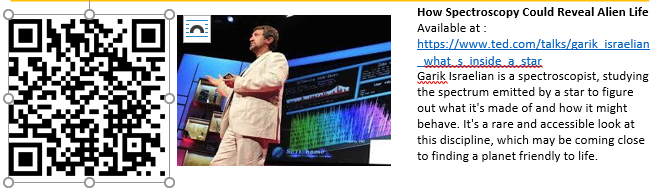 How Spectroscopy Could Reveal Alien Life
Available at :
https://www.ted.com/talks/garik_israelian
_what_s_inside_a_star
Garik Israelian is a spectroscopist, studying
the spectrum emitted by a star to figure
out what it's made of and how it might
behave. It's a rare and accessible look at
this discipline, which may be coming close
to finding a planet friendly to life.